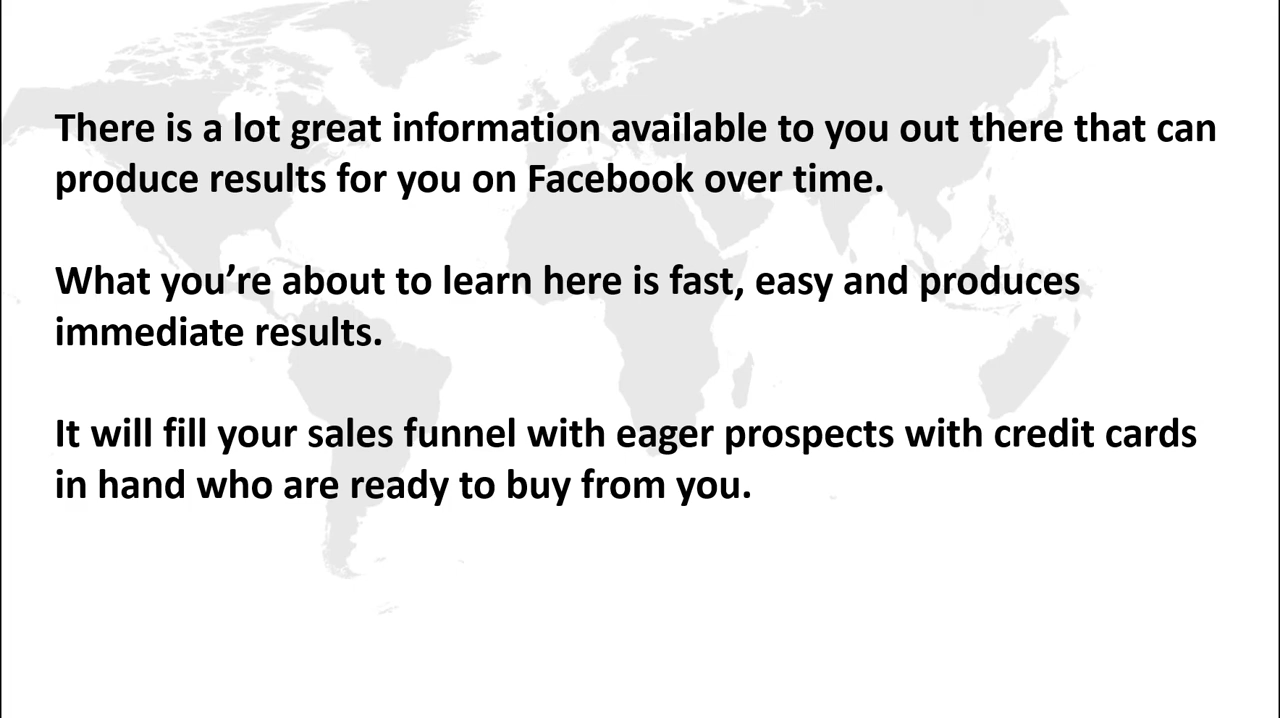 There is a lot great information available to you out there that can
produce results for you on Facebook over time.
What you’re about to learn here is fast, easy and produces
immediate results.
It will fill your sales funnel with eager prospects with credit cards
in hand who are ready to buy from you.